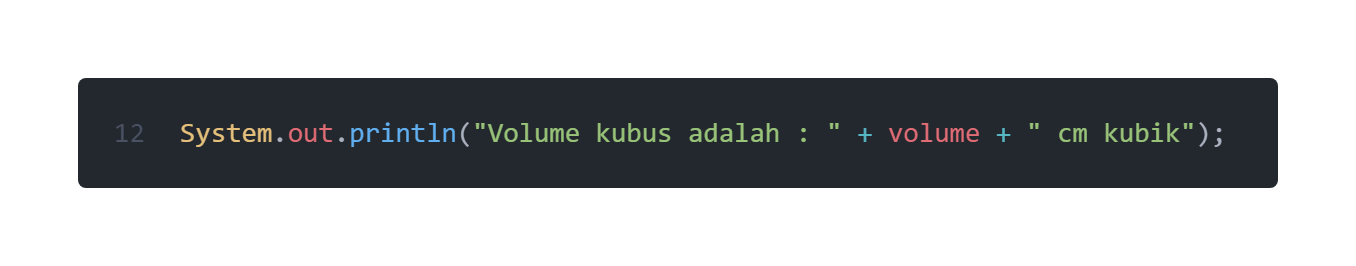 12 System.out.println("Volume kubus adalah : " + volume + " cm kubik");